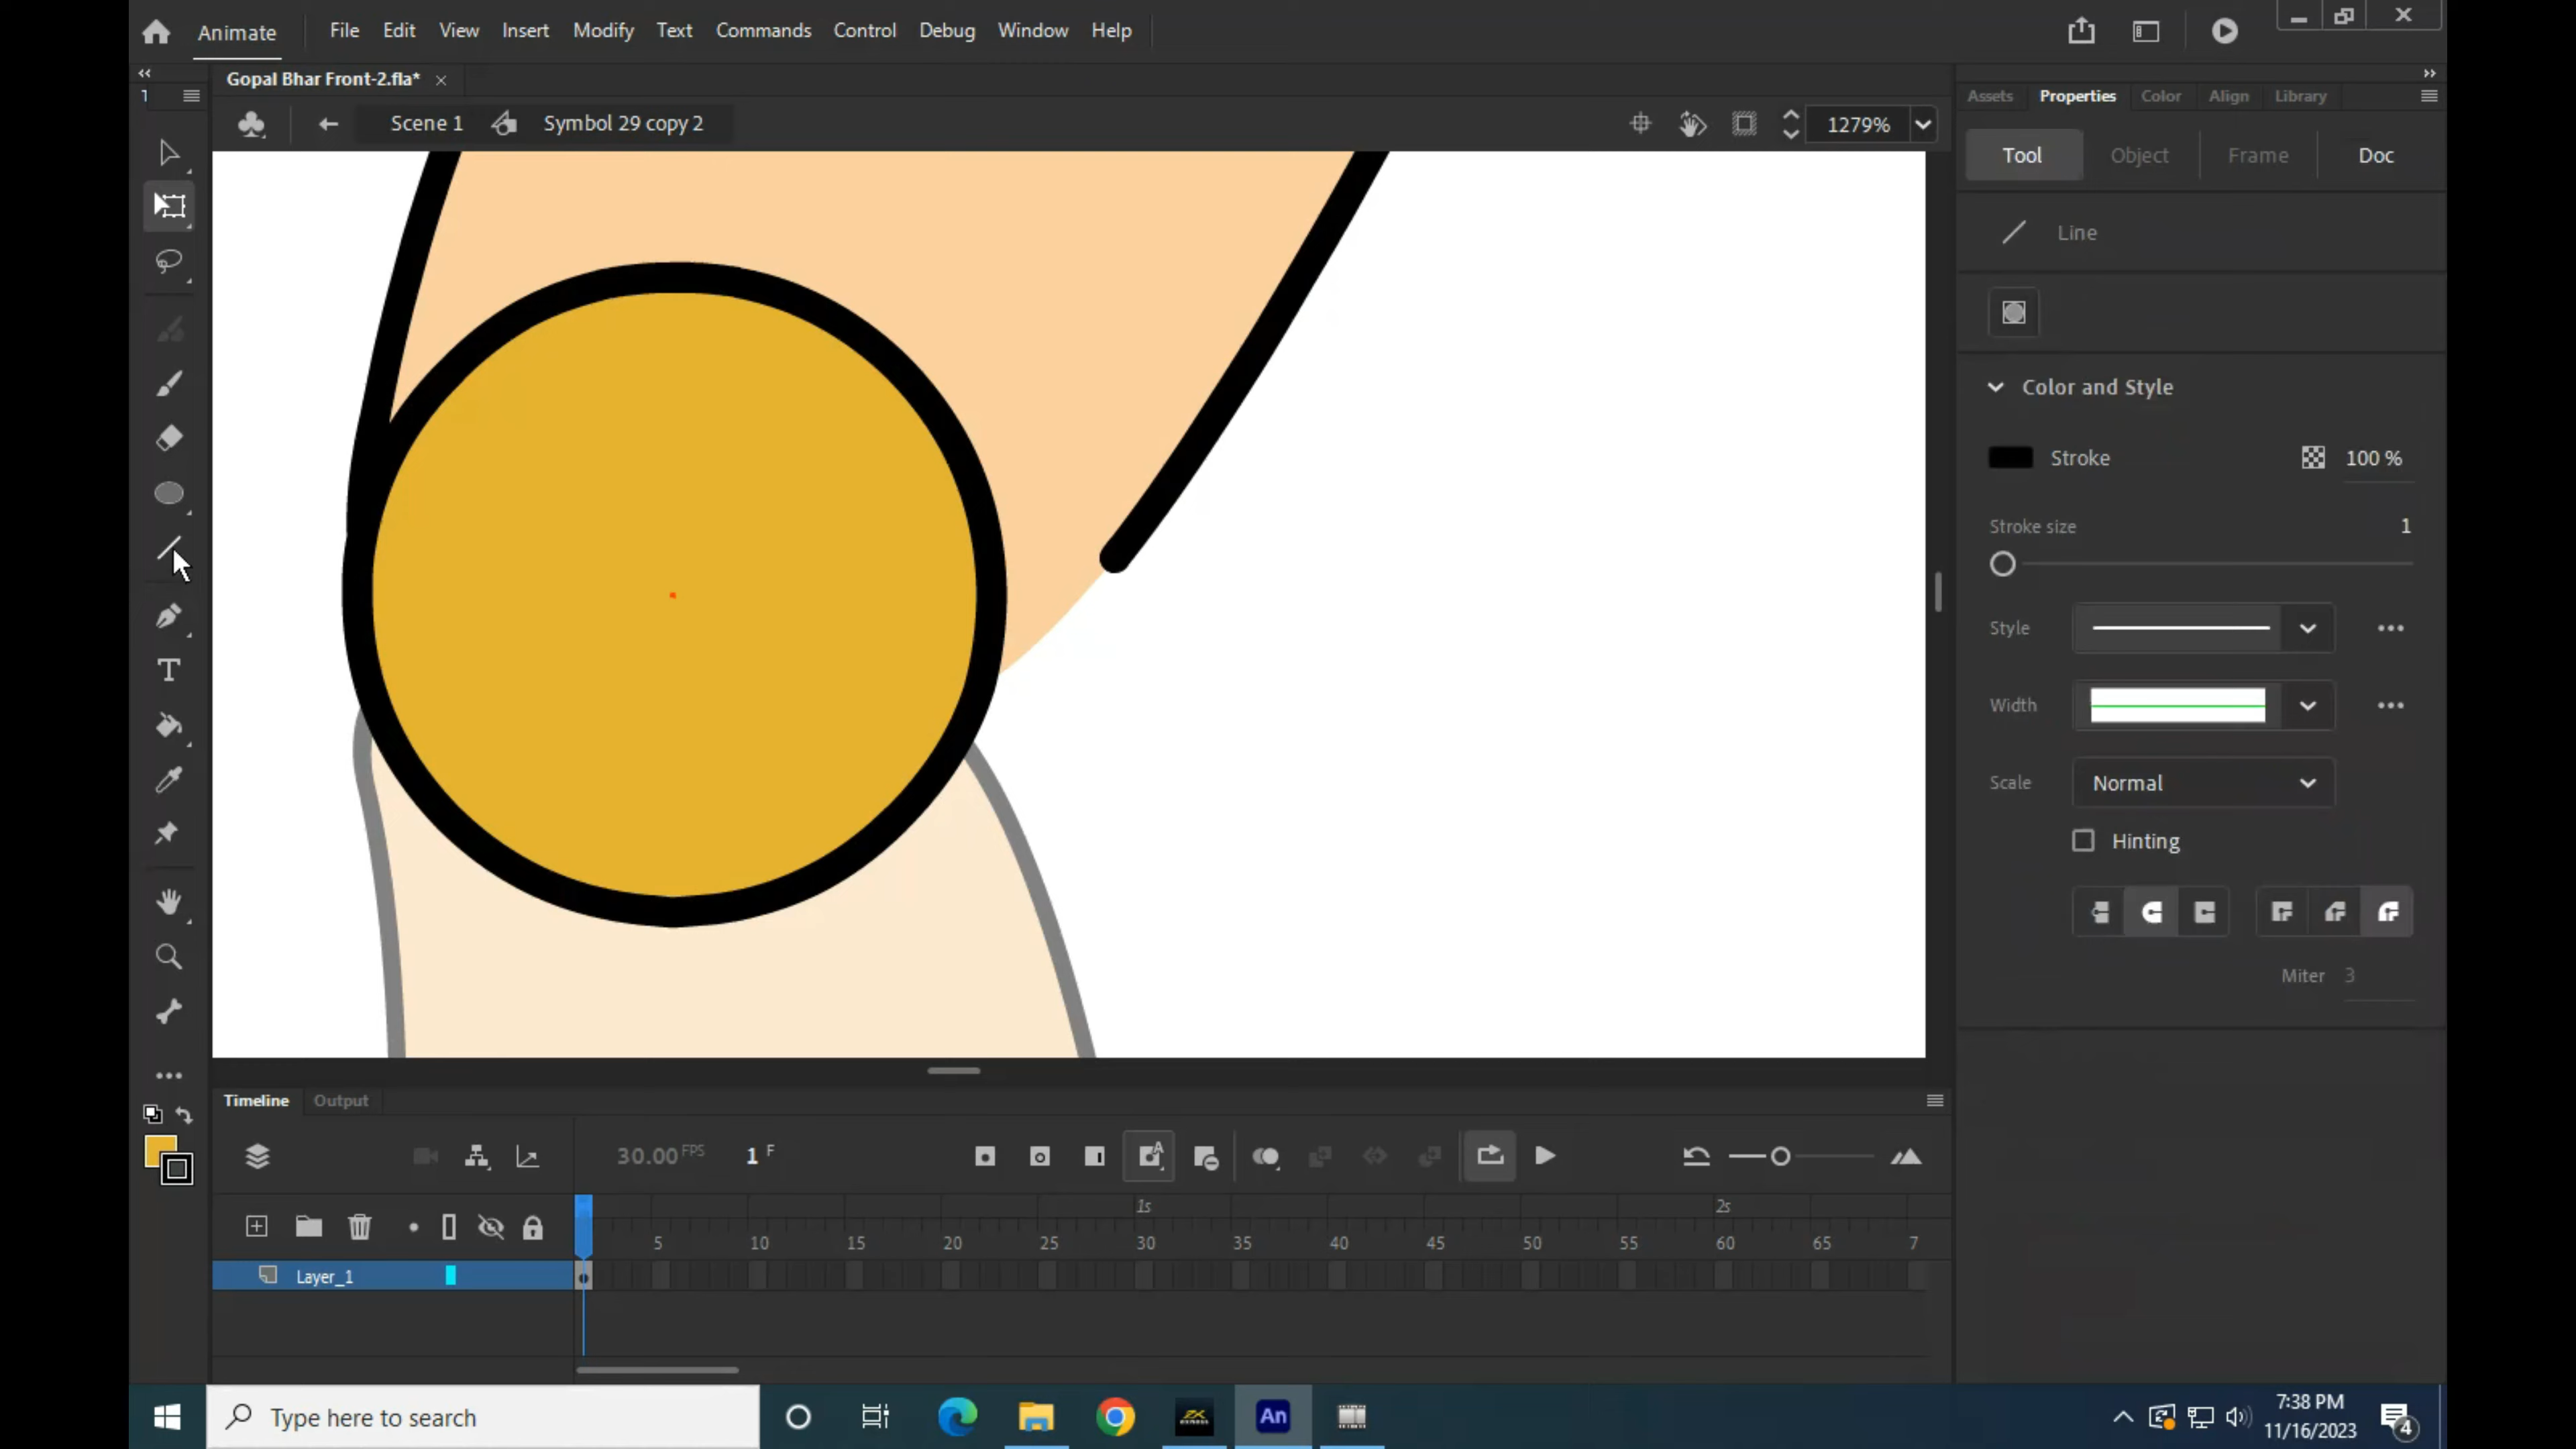 Animate File Edit View Insert Modify Text Commands Control Debug Window Help
Gopal Bhar Front-2.fla*
Scene 1 Symbol 29 copy 2 1279%
Assets Properties Color Align Library
Tool Object Frame Doc
Line
Color and Style
Stroke 100 %
Stroke size 1
Style
Width
Scale Normal
Hinting
Miter 3
Timeline Output
30.00 FPS 1 F
1s 2s
5 10 15 20 25 30 35 40 45 50 55 60 65 7
Layer_1
Type here to search
An
7:38 PM
11/16/2023
4